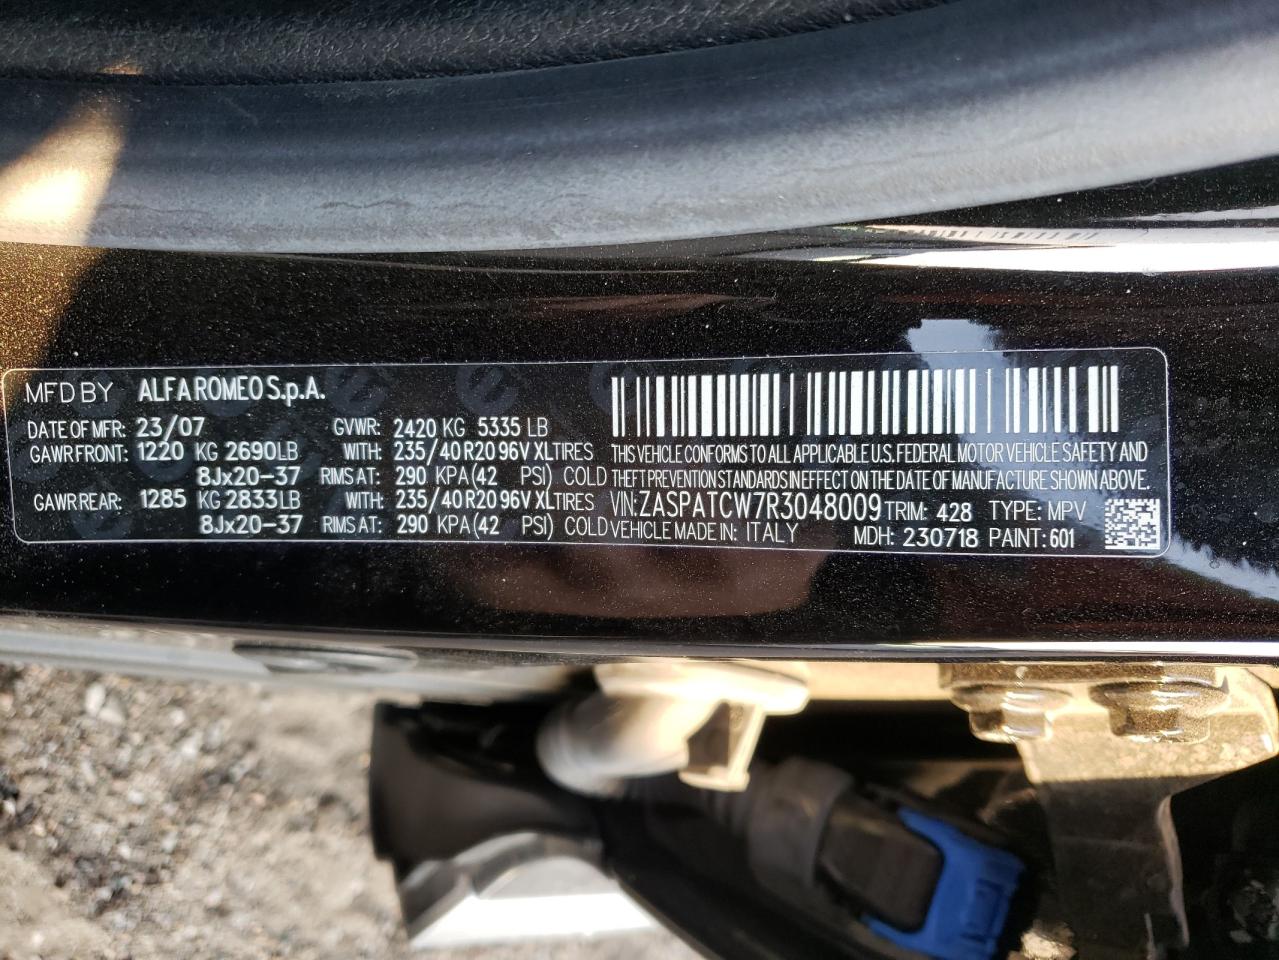 MFD BY ALFA ROMEO S.p.A.
DATE OF MFR: 23/07 GVWR: 2420 KG 5335 LB
GAWR FRONT: 1220 KG 2690LB WITH: 235/40R20 96V XL TIRES
8Jx20-37 RIMS AT: 290 KPA(42 PSI) COLD
GAWR REAR: 1285 KG 2833LB WITH: 235/40R20 96V XL TIRES
8Jx20-37 RIMS AT: 290 KPA(42 PSI) COLD
THIS VEHICLE CONFORMS TO ALL APPLICABLE U.S. FEDERAL MOTOR VEHICLE SAFETY AND
THEFT PREVENTION STANDARDS IN EFFECT ON THE DATE OF MANUFACTURE SHOWN ABOVE.
VIN: ZASPATCW7R3048009 TRIM: 428 TYPE: MPV
VEHICLE MADE IN: ITALY MDH: 230718 PAINT: 601